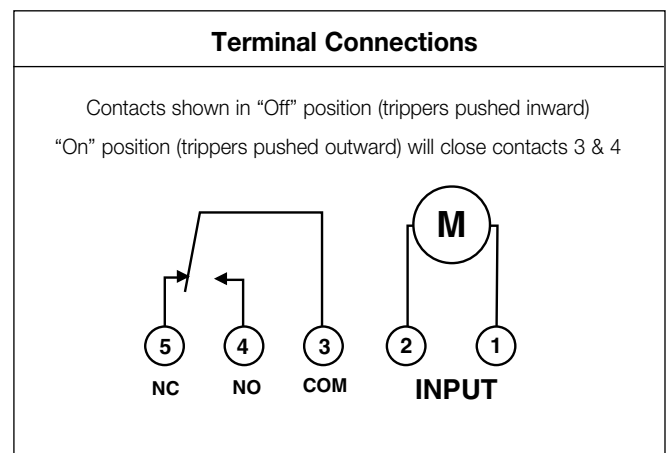 Terminal Connections
Contacts shown in “Off” position (trippers pushed inward)
“On” position (trippers pushed outward) will close contacts 3 & 4
M
5 4 3 2 1
NC NO COM INPUT